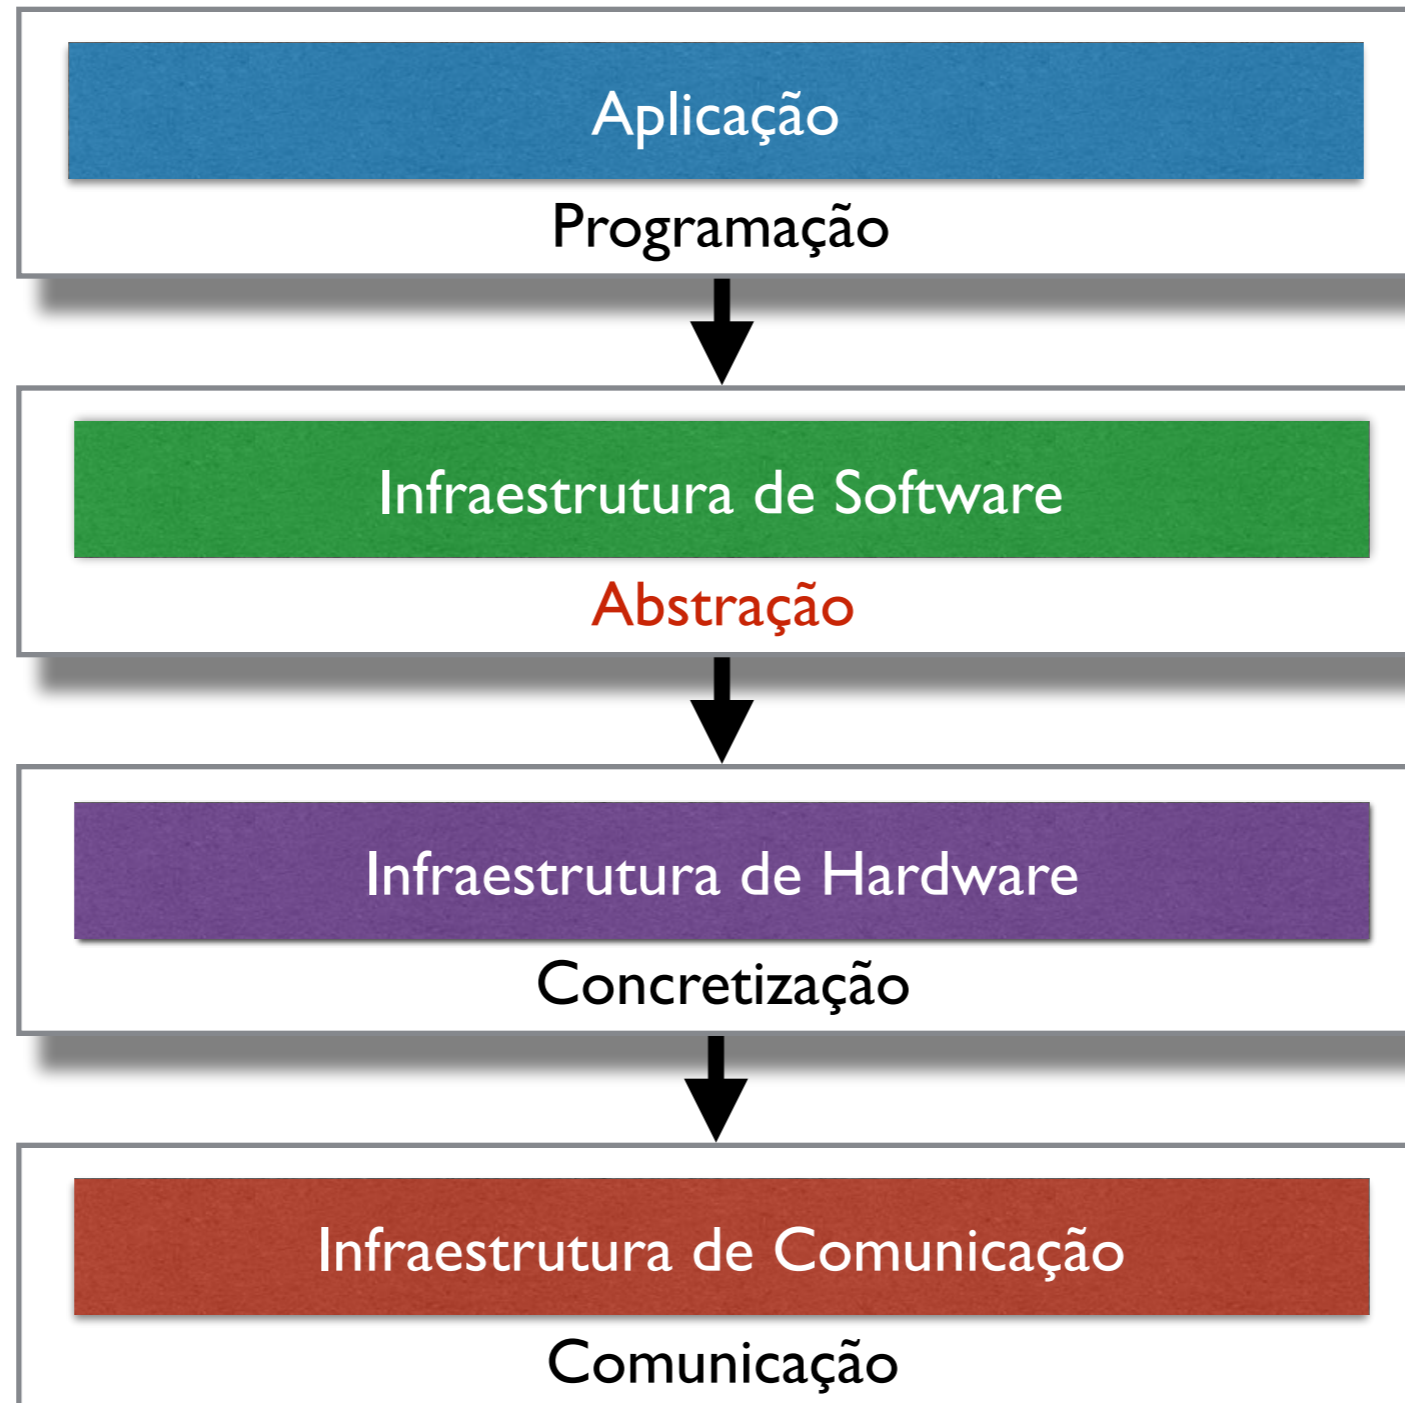 Aplicação
Programação
Infraestrutura de Software
Abstração
Infraestrutura de Hardware
Concretização
Infraestrutura de Comunicação
Comunicação